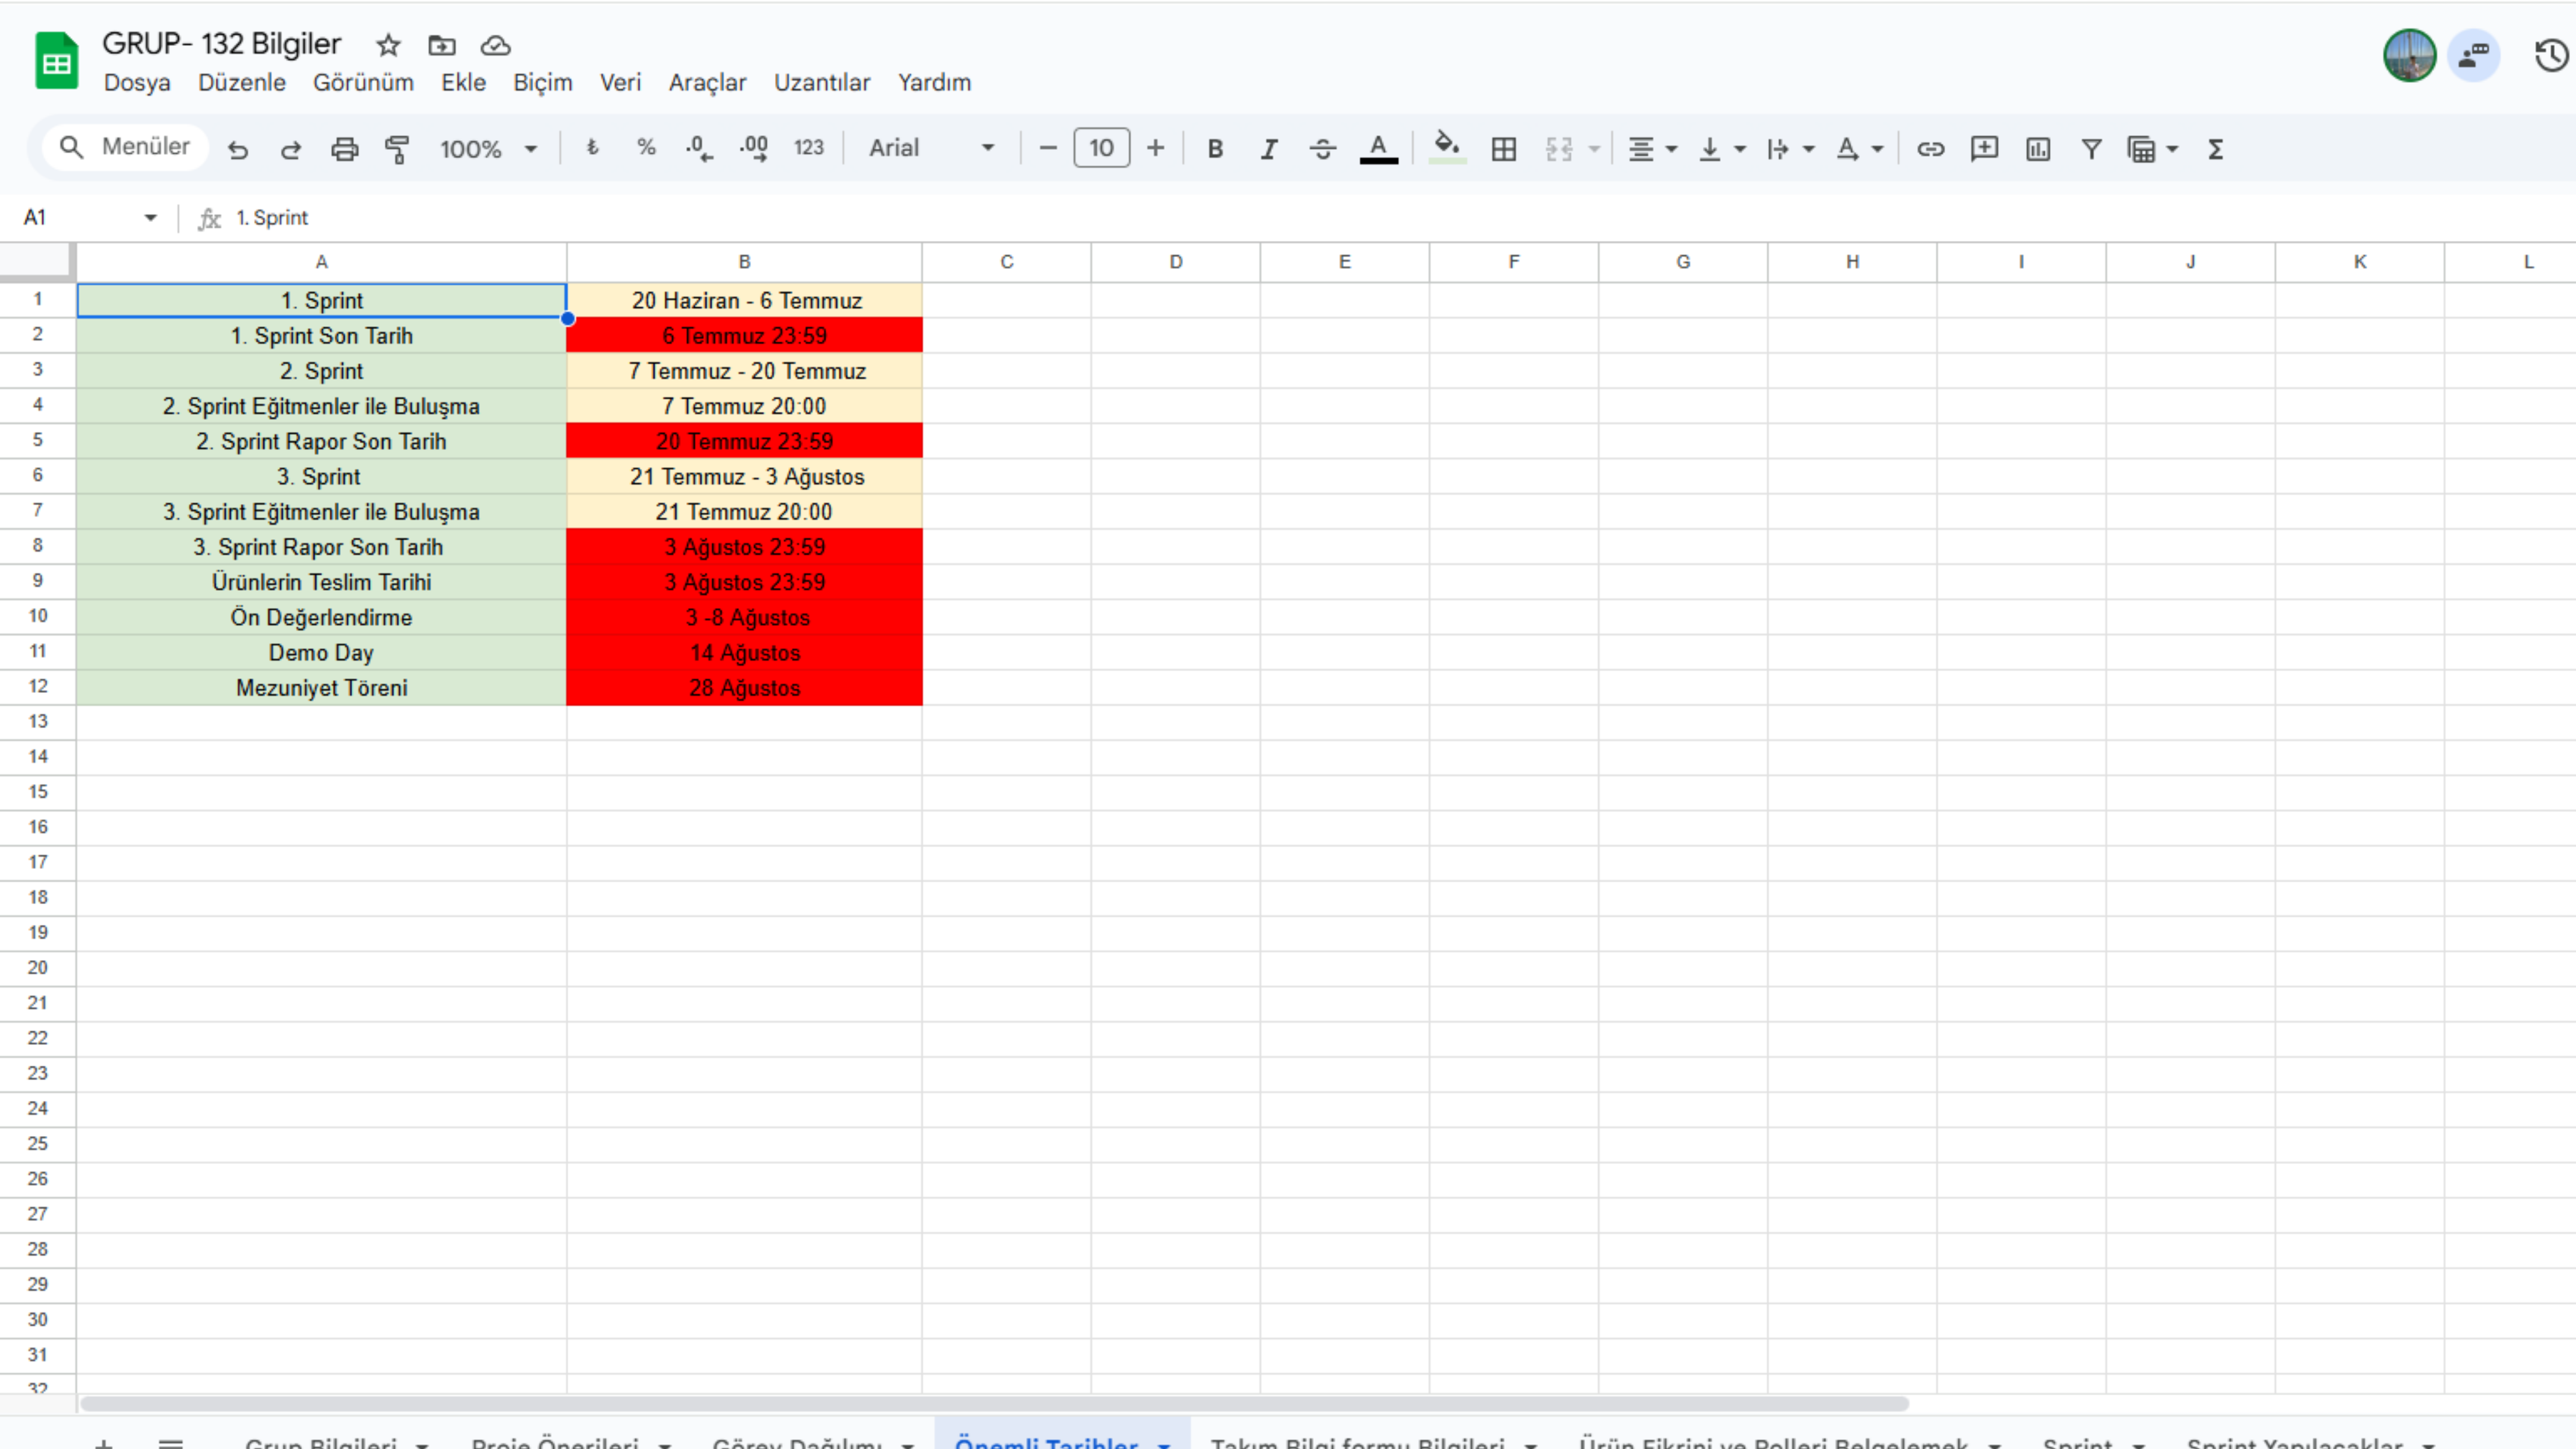 GRUP- 132 Bilgiler
Dosya Düzenle Görünüm Ekle Biçim Veri Araçlar Uzantılar Yardım
Menüler 100% ₺ % .0 .00 123 Arial 10 B I A Σ
A1 fx 1. Sprint
A B C D E F G H I J K L
1 1. Sprint 20 Haziran - 6 Temmuz
2 1. Sprint Son Tarih 6 Temmuz 23:59
3 2. Sprint 7 Temmuz - 20 Temmuz
4 2. Sprint Eğitmenler ile Buluşma 7 Temmuz 20:00
5 2. Sprint Rapor Son Tarih 20 Temmuz 23:59
6 3. Sprint 21 Temmuz - 3 Ağustos
7 3. Sprint Eğitmenler ile Buluşma 21 Temmuz 20:00
8 3. Sprint Rapor Son Tarih 3 Ağustos 23:59
9 Ürünlerin Teslim Tarihi 3 Ağustos 23:59
10 Ön Değerlendirme 3 -8 Ağustos
11 Demo Day 14 Ağustos
12 Mezuniyet Töreni 28 Ağustos
13
14
15
16
17
18
19
20
21
22
23
24
25
26
27
28
29
30
31
32
Grup Bilgileri Proje Önerileri Görev Dağılımı Önemli Tarihler Takım Bilgi formu Bilgileri Ürün Fikrini ve Rolleri Belgelemek Sprint Sprint Yapılacaklar